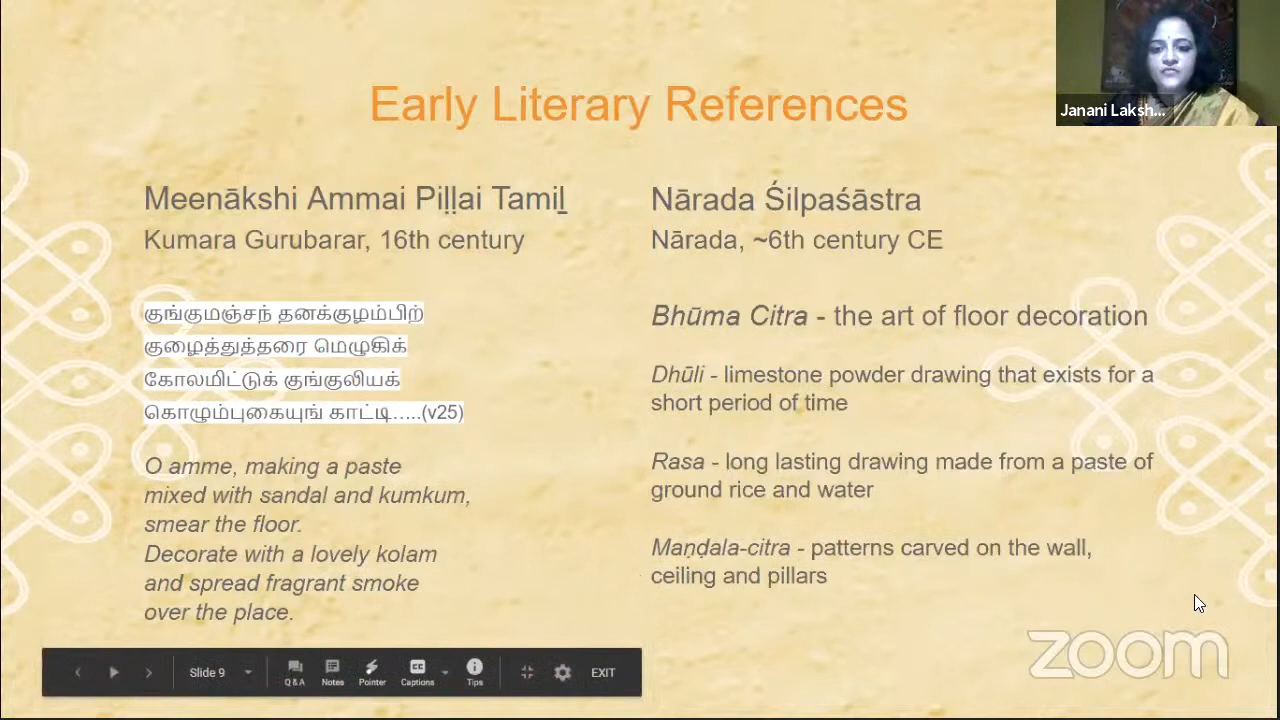 Early Literary References
Janani Laksh...
Meenākshi Ammai Piḷḷai Tamiḻ
Kumara Gurubarar, 16th century
குங்குமஞ்சந் தனக்குழம்பிற்
குழைத்துத்தரை மெழுகிக்
கோலமிட்டுக் குங்குலியக்
கொழும்புகையுங் காட்டி.....(v25)
O amme, making a paste
mixed with sandal and kumkum,
smear the floor.
Decorate with a lovely kolam
and spread fragrant smoke
over the place.
Nārada Śilpaśāstra
Nārada, ~6th century CE
Bhūma Citra - the art of floor decoration
Dhūli - limestone powder drawing that exists for a
short period of time
Rasa - long lasting drawing made from a paste of
ground rice and water
Maṇḍala-citra - patterns carved on the wall,
ceiling and pillars
Slide 9
Q & A
Notes
Pointer
CC
Captions
Tips
EXIT
zoom